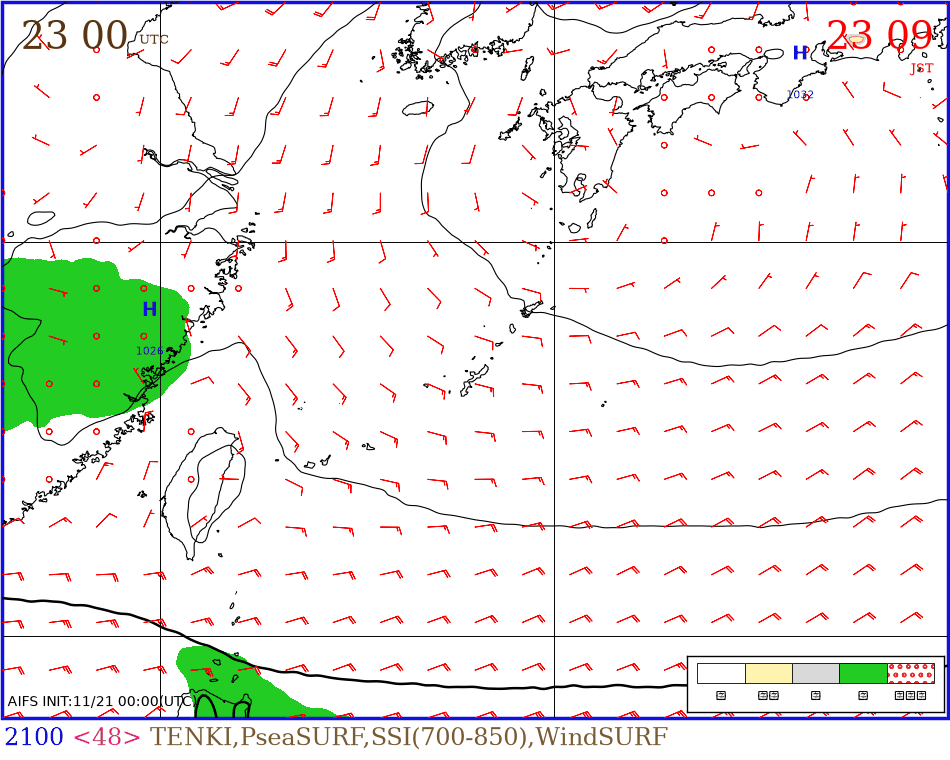 23 00 UTC
23 09 JST
H
1032
H
1026
AIFS INIT:11/21 00:00(UTC)
2100 <48> TENKI,PseaSURF,SSI(700-850),WindSURF